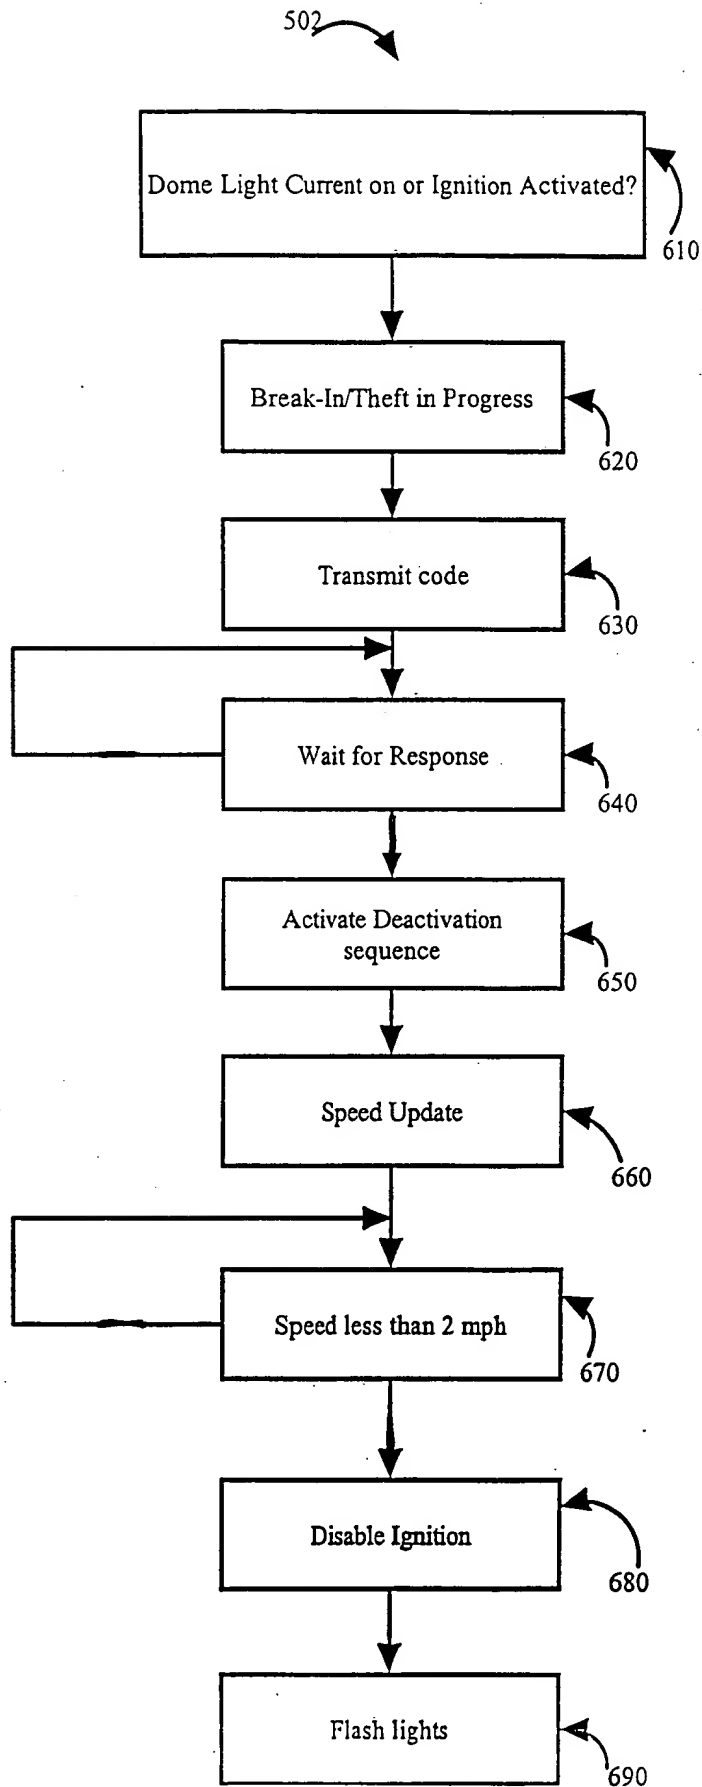 502
Dome Light Current on or Ignition Activated?
610
Break-In/Theft in Progress
620
Transmit code
630
Wait for Response
640
Activate Deactivation
sequence
650
Speed Update
660
Speed less than 2 mph
670
Disable Ignition
680
Flash lights
690